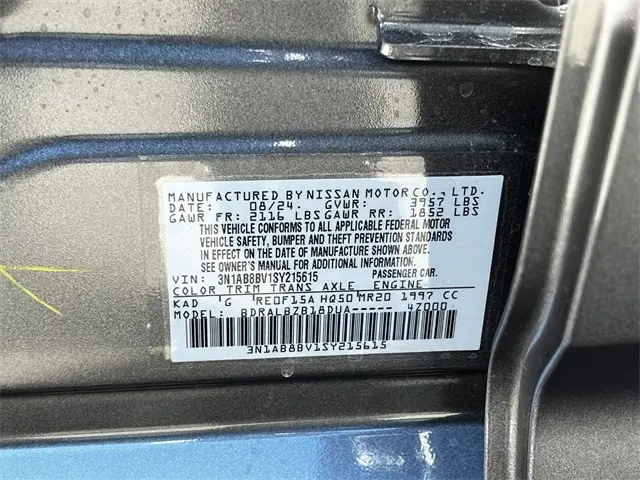 MANUFACTURED BY NISSAN MOTOR CO., LTD.
DATE: 08/24. GVWR: 3957 LBS
GAWR FR: 2116 LBS GAWR RR: 1852 LBS
THIS VEHICLE CONFORMS TO ALL APPLICABLE FEDERAL MOTOR
VEHICLE SAFETY, BUMPER AND THEFT PREVENTION STANDARDS
IN EFFECT ON THE DATE OF MANUFACTURE SHOWN ABOVE.
SEE OWNER'S MANUAL FOR ADDITIONAL INFORMATION.
VIN: 3N1AB8BV1SY215615 PASSENGER CAR.
COLOR TRIM TRANS AXLE ENGINE
KAD G RE0F15A HQ50 MR20 1997 CC
MODEL: BDRALBZB18DUA----- 47000
3N1AB8BV1SY215615